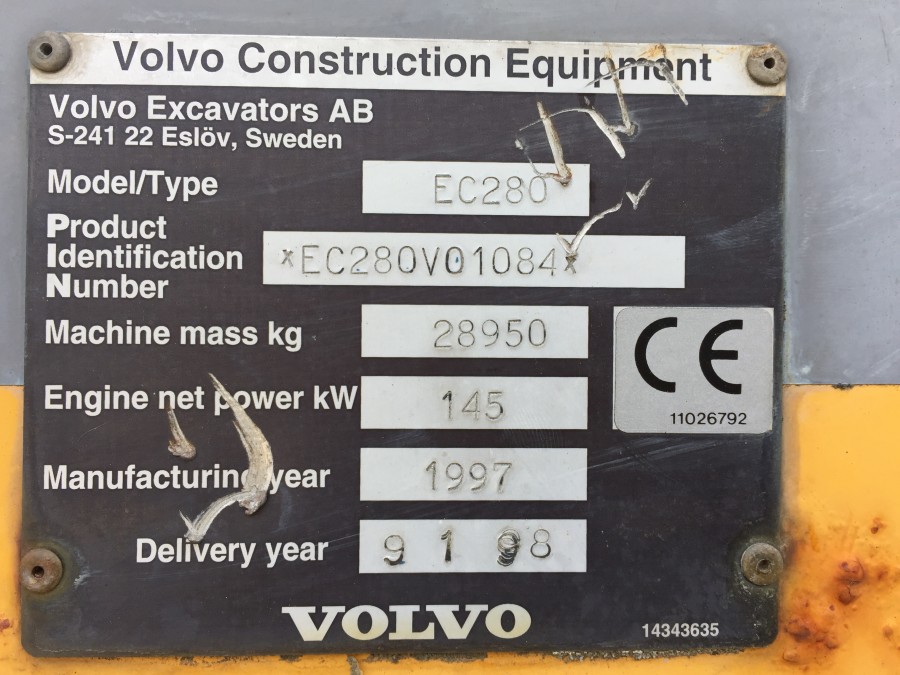 Volvo Construction Equipment
Volvo Excavators AB
S-241 22 Eslöv, Sweden
Model/Type EC280
Product
Identification
Number
*EC280V01084*
Machine mass kg 28950
CE
11026792
Engine net power kW 145
Manufacturing year 1997
Delivery year 9 1 98
VOLVO
14343635